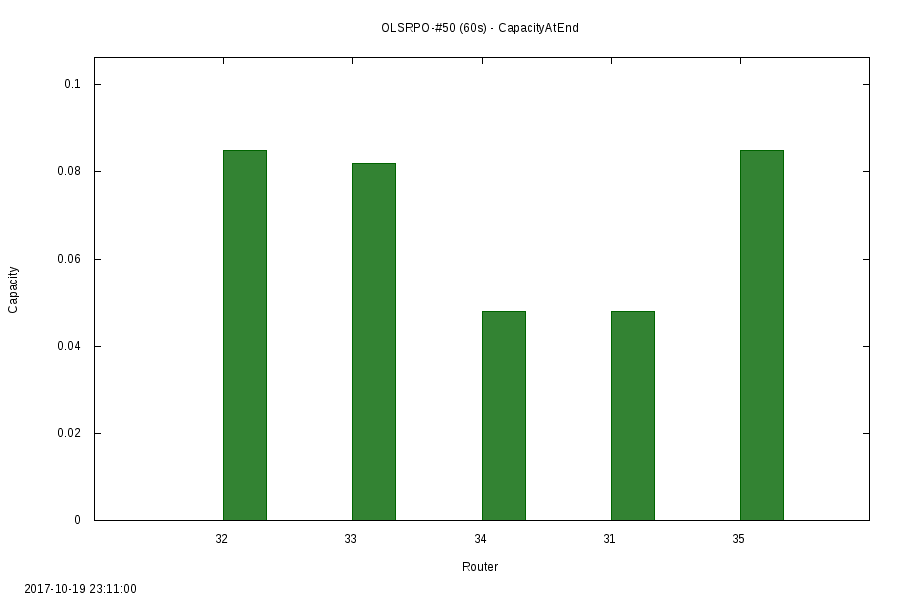 OLSRPO-#50 (60s) - CapacityAtEnd
0.1
0.08
0.06
0.04
0.02
0
Capacity
32 33 34 31 35
Router
2017-10-19 23:11:00